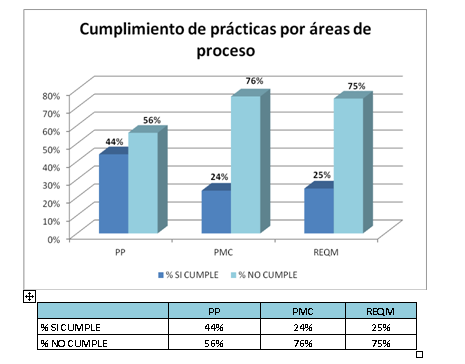 Cumplimiento de prácticas por áreas de
proceso
80%
70%
60%
50%
40%
30%
20%
10%
0%
44%
56%
24%
76%
25%
75%
PP PMC REQM
% SI CUMPLE % NO CUMPLE
PP PMC REQM
% SI CUMPLE 44% 24% 25%
% NO CUMPLE 56% 76% 75%